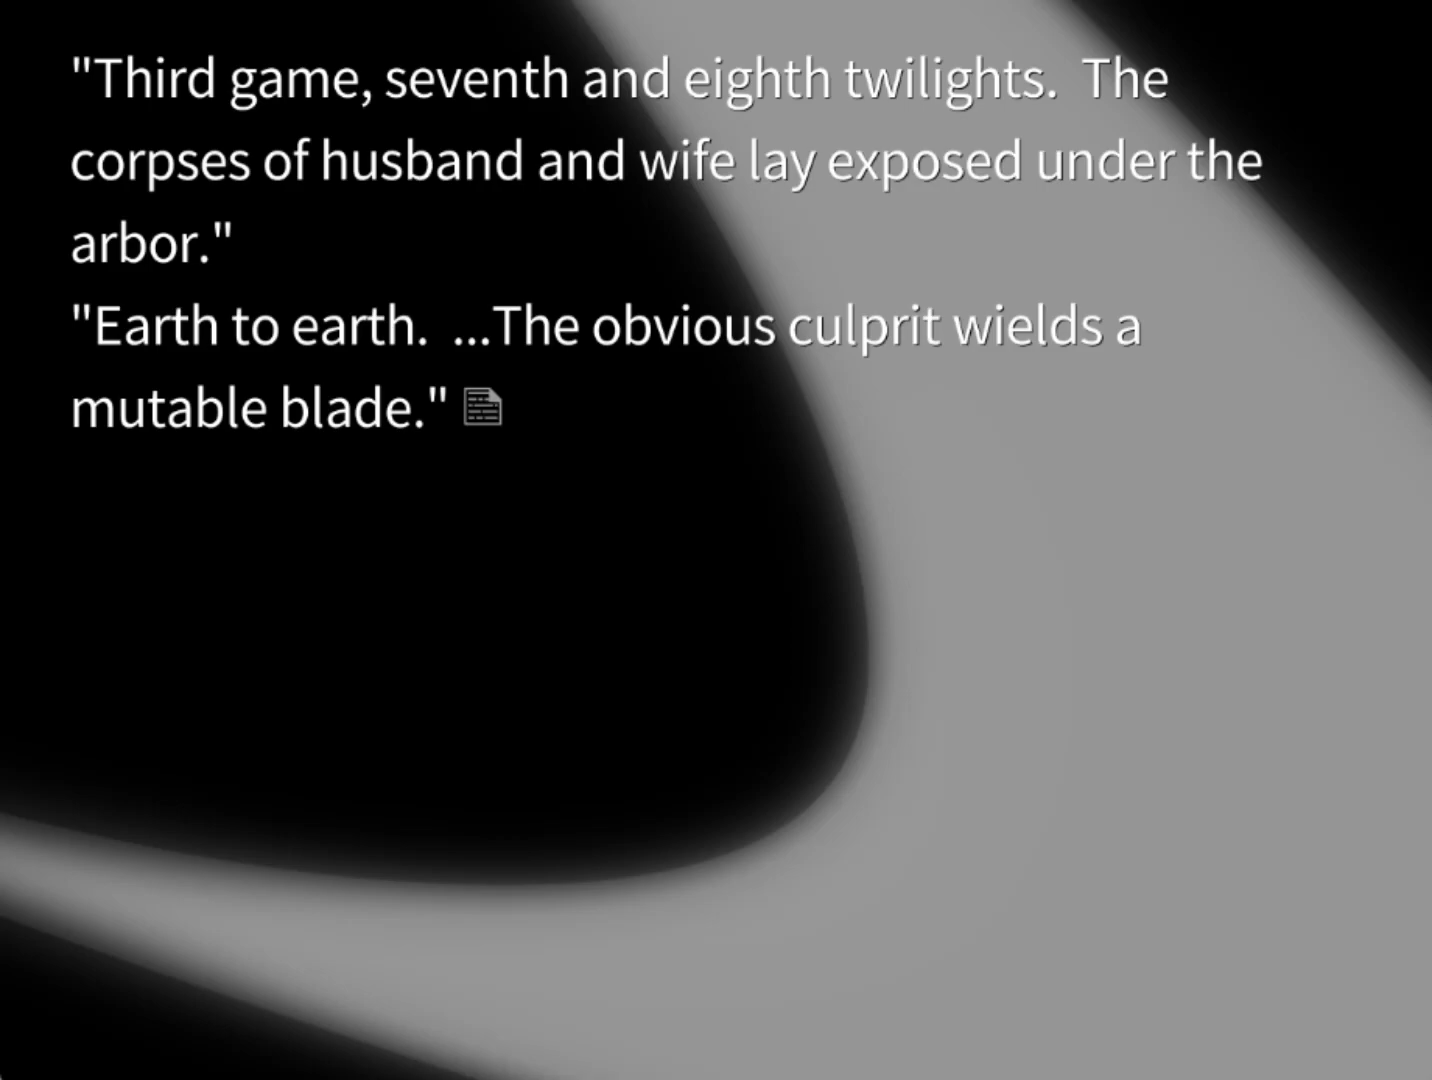 "Third game, seventh and eighth twilights.  The
corpses of husband and wife lay exposed under the
arbor."
"Earth to earth.  ...The obvious culprit wields a
mutable blade."